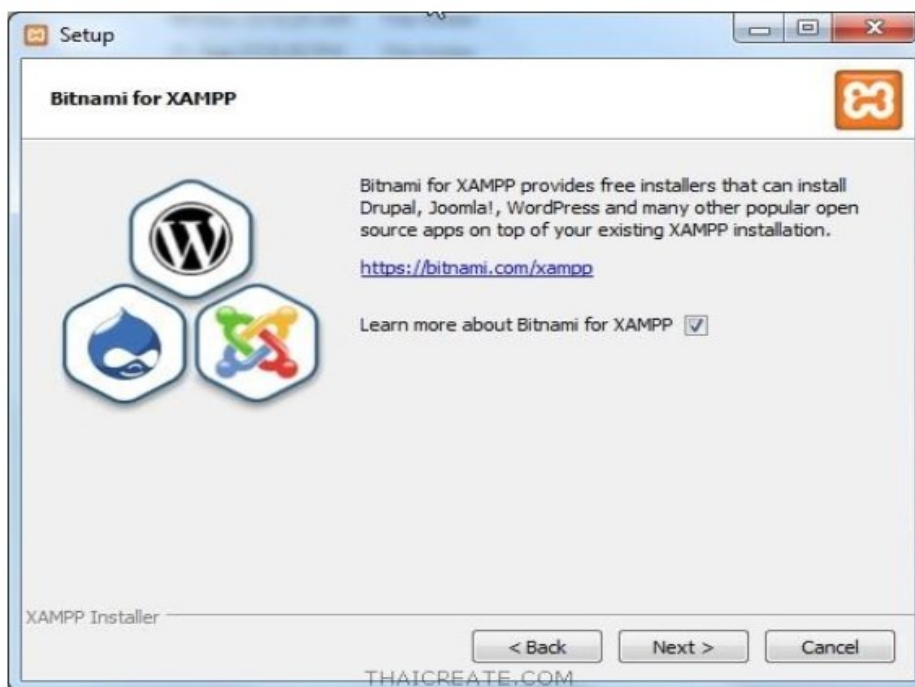 Setup
Bitnami for XAMPP
Bitnami for XAMPP provides free installers that can install
Drupal, Joomla!, WordPress and many other popular open
source apps on top of your existing XAMPP installation.
https://bitnami.com/xampp
Learn more about Bitnami for XAMPP
XAMPP Installer
< Back
Next >
Cancel
THAICREATE.COM